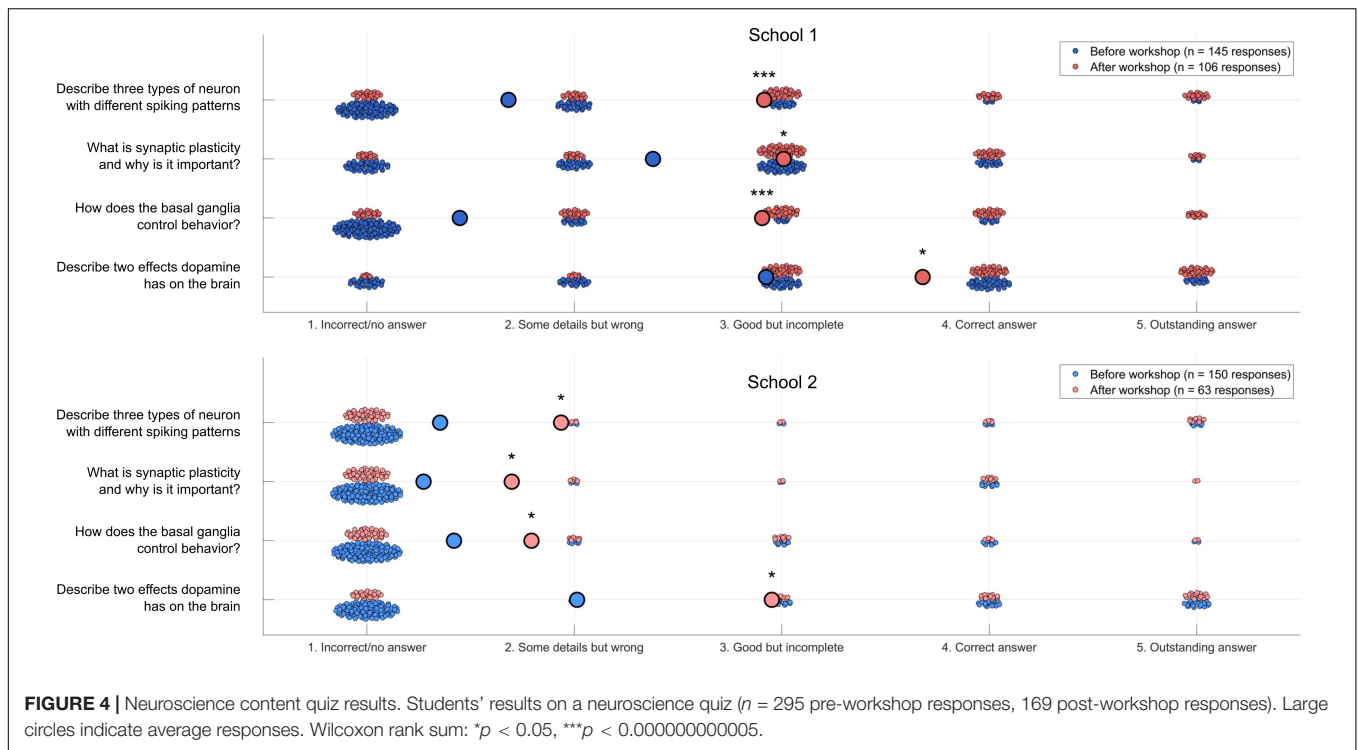 School 1
Before workshop (n = 145 responses)
After workshop (n = 106 responses)
***
Describe three types of neuron
with different spiking patterns
*
What is synaptic plasticity
and why is it important?
***
How does the basal ganglia
control behavior?
*
Describe two effects dopamine
has on the brain
1. Incorrect/no answer 2. Some details but wrong 3. Good but incomplete 4. Correct answer 5. Outstanding answer
School 2
Before workshop (n = 150 responses)
After workshop (n = 63 responses)
*
Describe three types of neuron
with different spiking patterns
*
What is synaptic plasticity
and why is it important?
*
How does the basal ganglia
control behavior?
*
Describe two effects dopamine
has on the brain
1. Incorrect/no answer 2. Some details but wrong 3. Good but incomplete 4. Correct answer 5. Outstanding answer
FIGURE 4 | Neuroscience content quiz results. Students' results on a neuroscience quiz (n = 295 pre-workshop responses, 169 post-workshop responses). Large
circles indicate average responses. Wilcoxon rank sum: *p < 0.05, ***p < 0.000000000005.